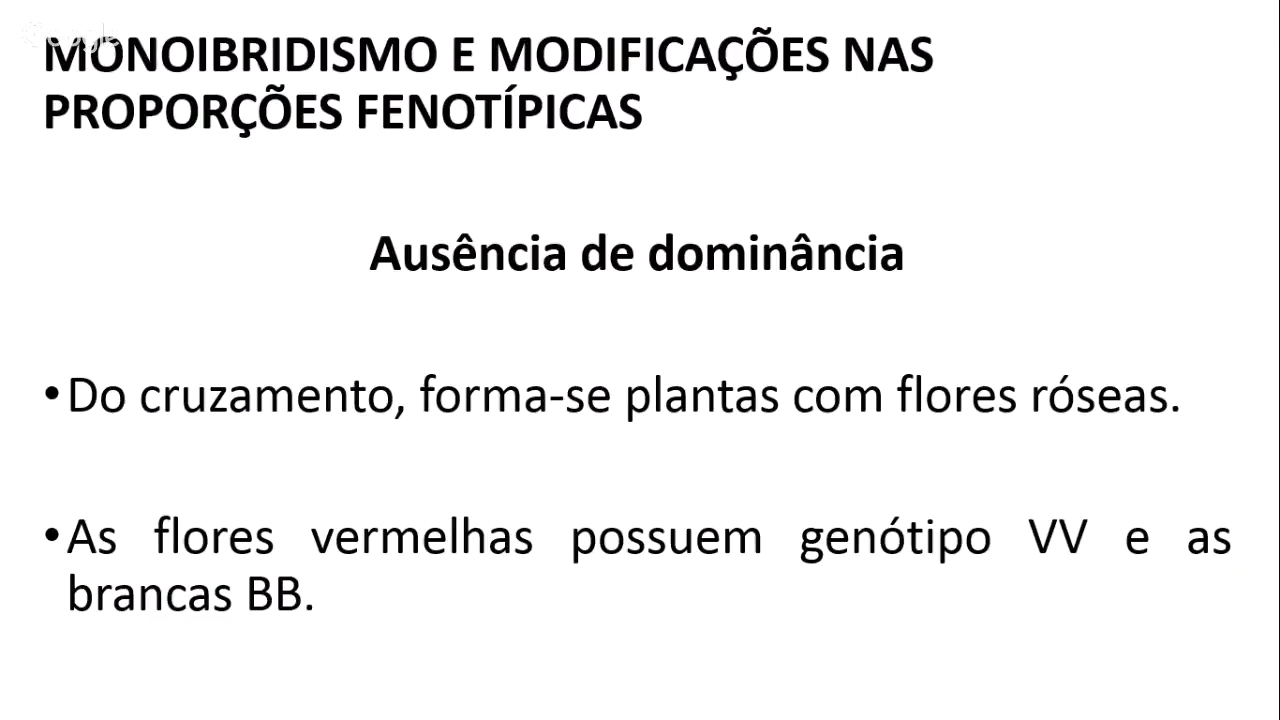 Google
MONOIBRIDISMO E MODIFICAÇÕES NAS
PROPORÇÕES FENOTÍPICAS
Ausência de dominância
•Do cruzamento, forma-se plantas com flores róseas.
•As flores vermelhas possuem genótipo VV e as
brancas BB.